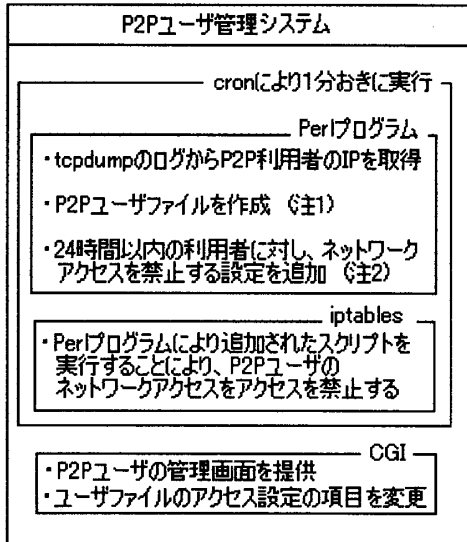 P2Pユーザ管理システム
cronにより1分おきに実行
Perlプログラム
・tcpdumpのログからP2P利用者のIPを取得
・P2Pユーザファイルを作成 (注1)
・24時間以内の利用者に対し、ネットワーク
アクセスを禁止する設定を追加 (注2)
iptables
・Perlプログラムにより追加されたスクリプトを
実行することにより、P2Pユーザの
ネットワークアクセスをアクセスを禁止する
CGI
・P2Pユーザの管理画面を提供
・ユーザファイルのアクセス設定の項目を変更